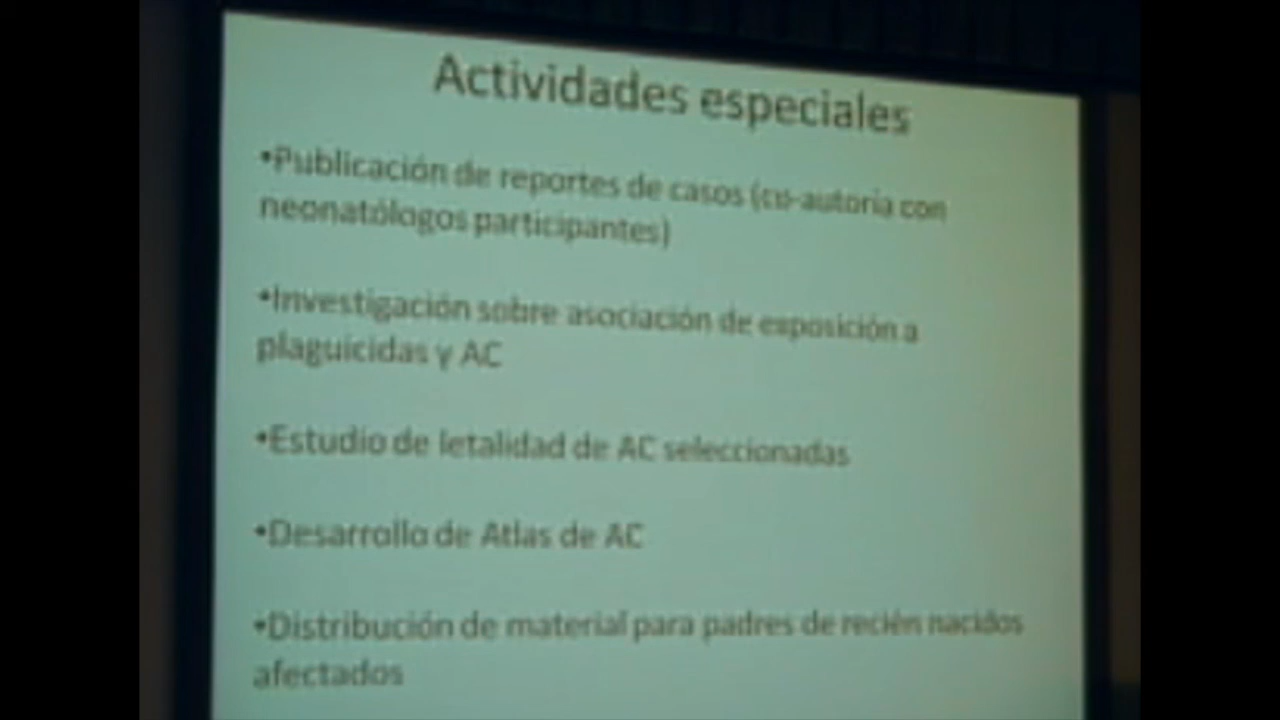 Actividades especiales
•Publicación de reportes de casos (co-autoria con
neonatólogos participantes)
•Investigación sobre asociación de exposición a
plaguicidas y AC
•Estudio de letalidad de AC seleccionadas
•Desarrollo de Atlas de AC
•Distribución de material para padres de recién nacidos
afectados